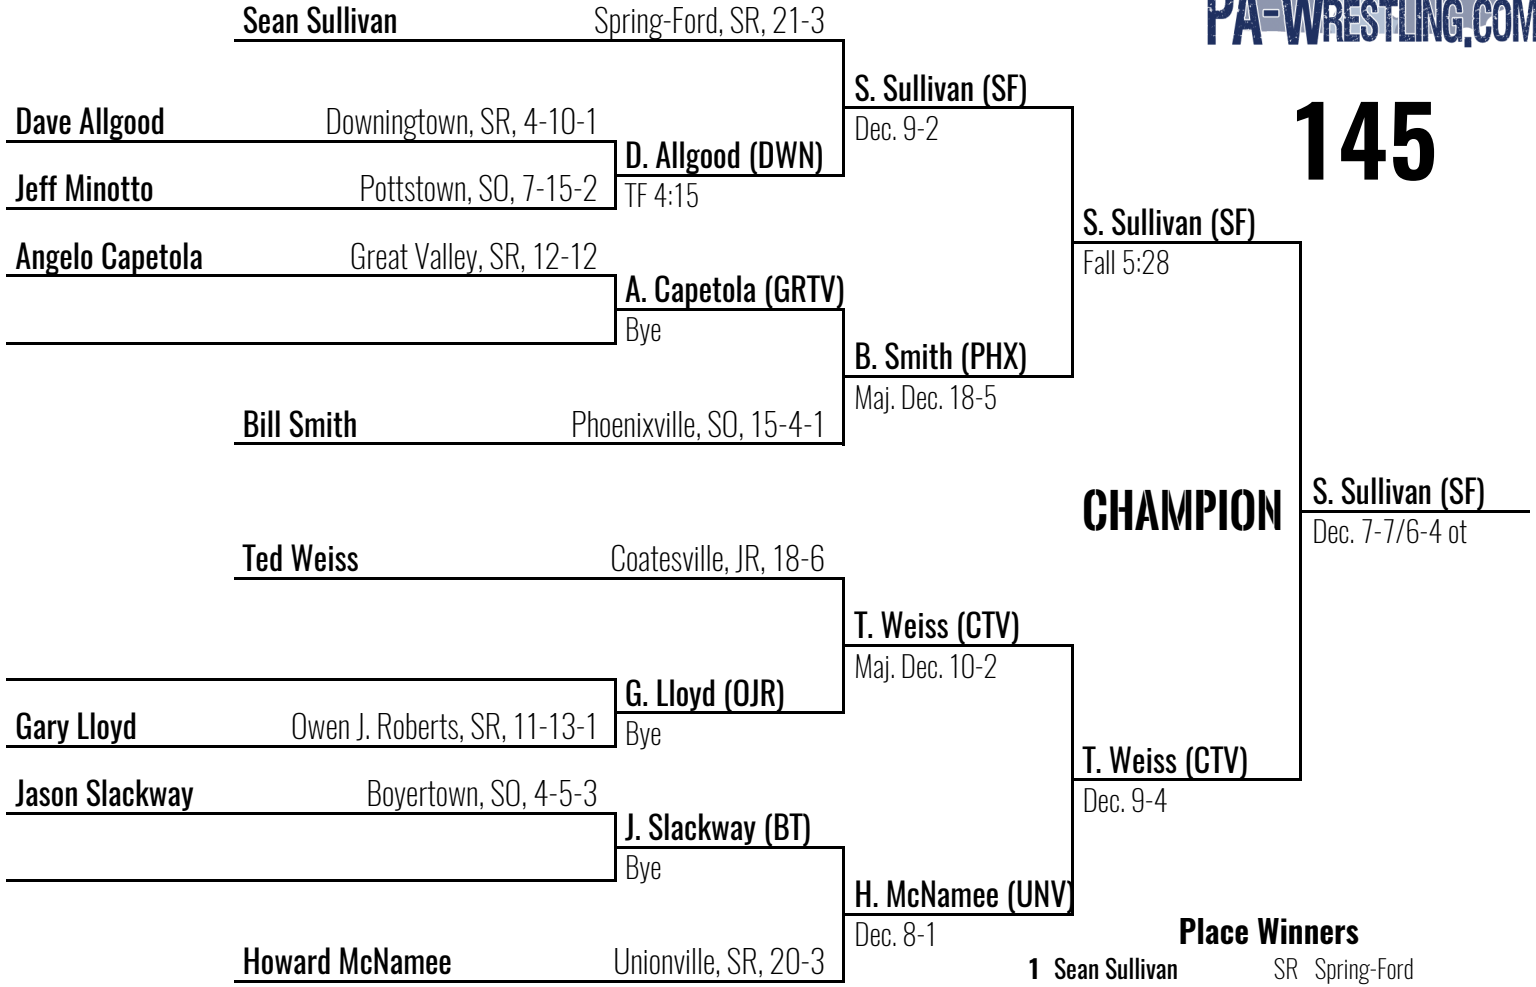 PA-WRESTLING.COM
145
Sean Sullivan Spring-Ford, SR, 21-3
Dave Allgood Downingtown, SR, 4-10-1
Jeff Minotto Pottstown, SO, 7-15-2
D. Allgood (DWN)
TF 4:15
S. Sullivan (SF)
Dec. 9-2
Angelo Capetola Great Valley, SR, 12-12
A. Capetola (GRTV)
Bye
Bill Smith Phoenixville, SO, 15-4-1
B. Smith (PHX)
Maj. Dec. 18-5
S. Sullivan (SF)
Fall 5:28
CHAMPION
S. Sullivan (SF)
Dec. 7-7/6-4 ot
Ted Weiss Coatesville, JR, 18-6
Gary Lloyd Owen J. Roberts, SR, 11-13-1
G. Lloyd (OJR)
Bye
T. Weiss (CTV)
Maj. Dec. 10-2
Jason Slackway Boyertown, SO, 4-5-3
J. Slackway (BT)
Bye
Howard McNamee Unionville, SR, 20-3
H. McNamee (UNV)
Dec. 8-1
T. Weiss (CTV)
Dec. 9-4
Place Winners
1 Sean Sullivan SR Spring-Ford